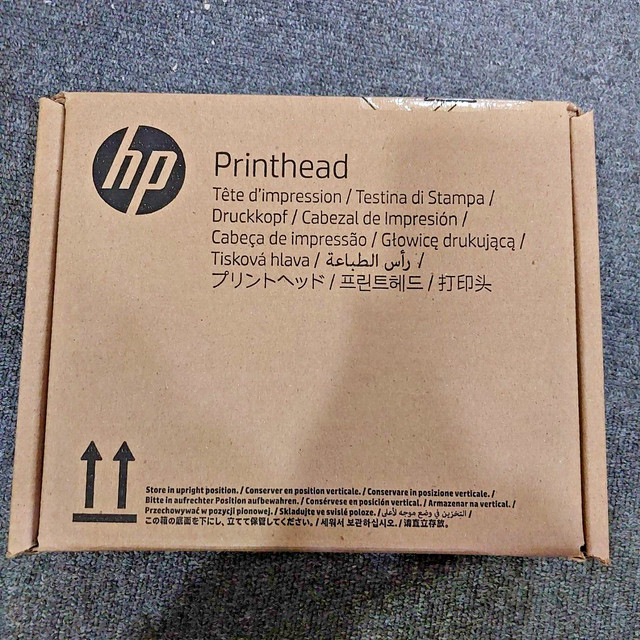 hp
Printhead
Tête d'impression / Testina di Stampa /
Druckkopf / Cabezal de Impresión /
Cabeça de impressão / Głowicę drukującą /
Tisková hlava / رأس الطباعة /
プリントヘッド / 프린트헤드 / 打印头
Store in upright position. / Conserver en position verticale. / Conservare in posizione verticale. /
Bitte in aufrechter Position aufbewahren. / Consérvese en posición vertical. / Armazenar na vertical. /
Przechowywać w pozycji pionowej. / Skladujte ve svislé poloze. / التخزين في وضع موجه لأعلى /
この箱の底面を下にし、立てて保管してください。/ 세워서 보관하십시오. / 请直立存放。